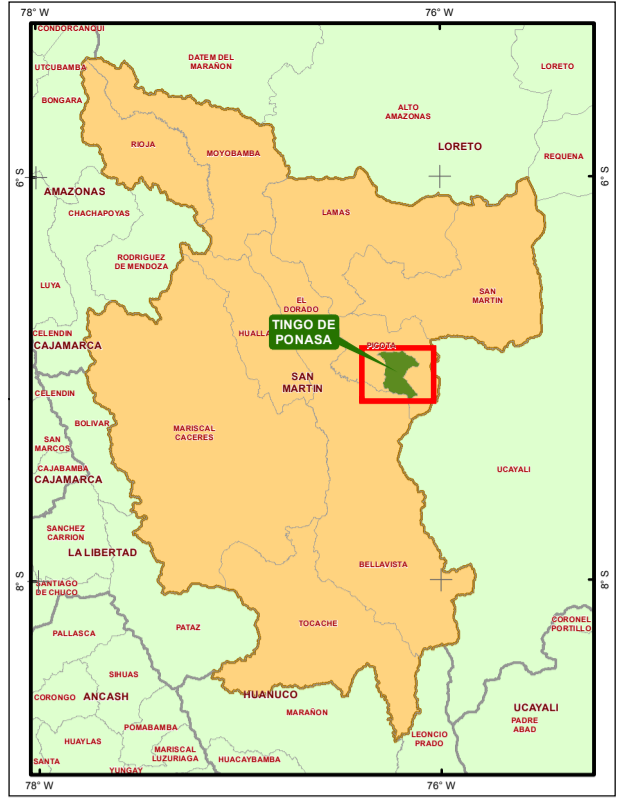 78° W
76° W
CONDORCANQUI
DATEM DEL
MARAÑON
UTCUBAMBA
LORETO
BONGARA
ALTO
AMAZONAS
RIOJA
MOYOBAMBA
LORETO
REQUENA
6° S
6° S
AMAZONAS
CHACHAPOYAS
LAMAS
RODRIGUEZ
DE MENDOZA
LUYA
SAN
MARTIN
EL
DORADO
TINGO DE
PONASA
CELENDIN
CAJAMARCA
HUALLA
PICOTA
SAN
MARTIN
CELENDIN
BOLIVAR
MARISCAL
CACERES
SAN
MARCOS
CAJABAMBA
CAJAMARCA
UCAYALI
SANCHEZ
CARRION
LA LIBERTAD
BELLAVISTA
8° S
8° S
SANTIAGO
DE CHUCO
CORONEL
PORTILLO
PALLASCA
PATAZ
TOCACHE
SIHUAS
CORONGO
ANCASH
HUANUCO
MARAÑON
UCAYALI
PADRE
ABAD
POMABAMBA
HUAYLAS
MARISCAL
LUZURIAGA
LEONCIO
PRADO
SANTA
YUNGAY
HUACAYBAMBA
78° W
76° W